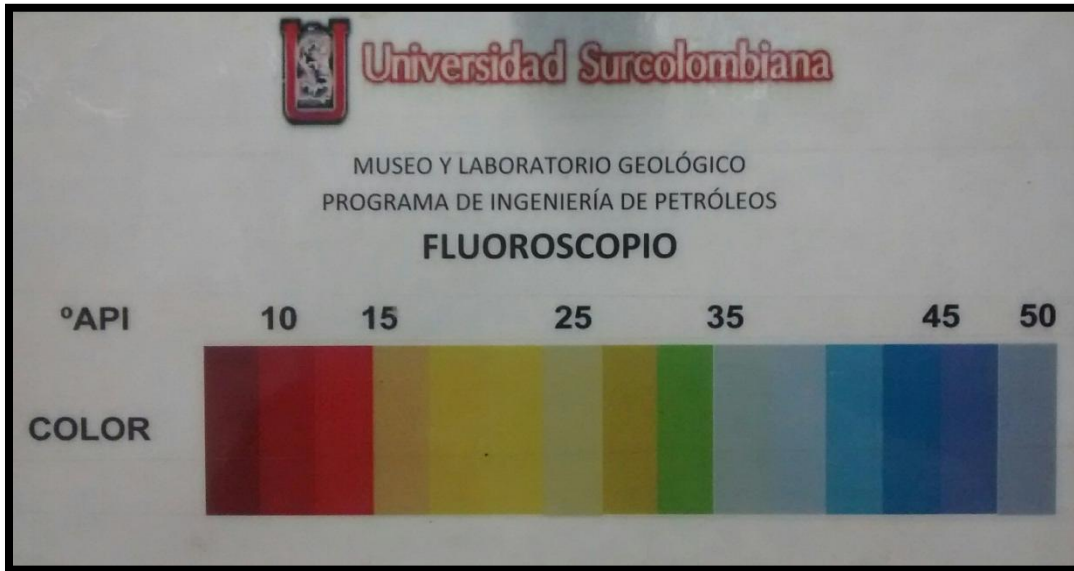 Universidad Surcolombiana
MUSEO Y LABORATORIO GEOLÓGICO
PROGRAMA DE INGENIERÍA DE PETRÓLEOS
FLUOROSCOPIO
ºAPI 10 15 25 35 45 50
COLOR